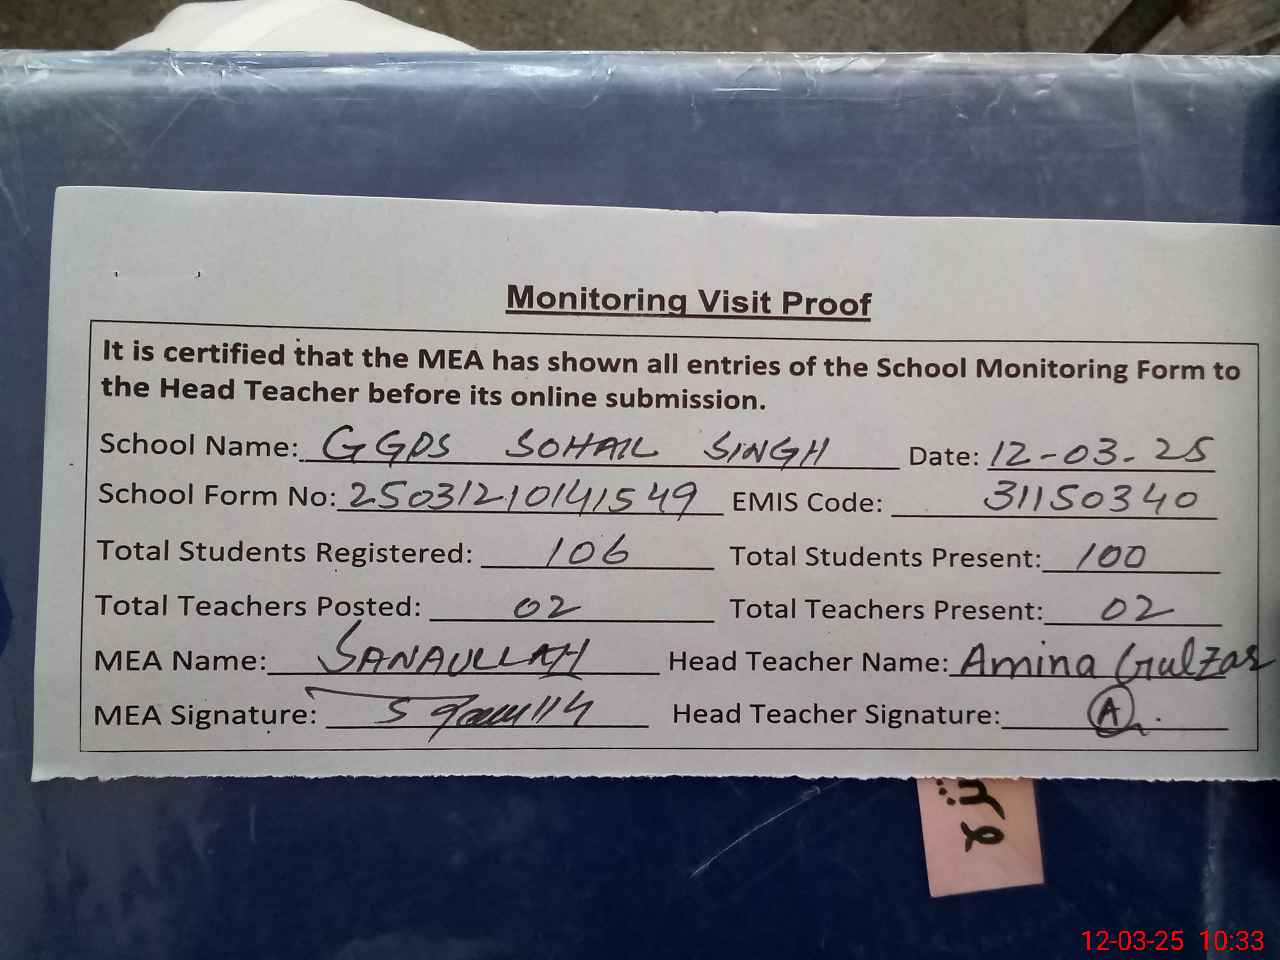 Monitoring Visit Proof
It is certified that the MEA has shown all entries of the School Monitoring Form to
the Head Teacher before its online submission.
School Name: GGPS SOHAIL SINGH Date: 12-03-25
School Form No: 25031210141549 EMIS Code: 31150340
Total Students Registered: 106 Total Students Present: 100
Total Teachers Posted: 02 Total Teachers Present: 02
MEA Name: SANAULLAH Head Teacher Name: Amina Gulzar
MEA Signature: Head Teacher Signature: A
12-03-25 10:33